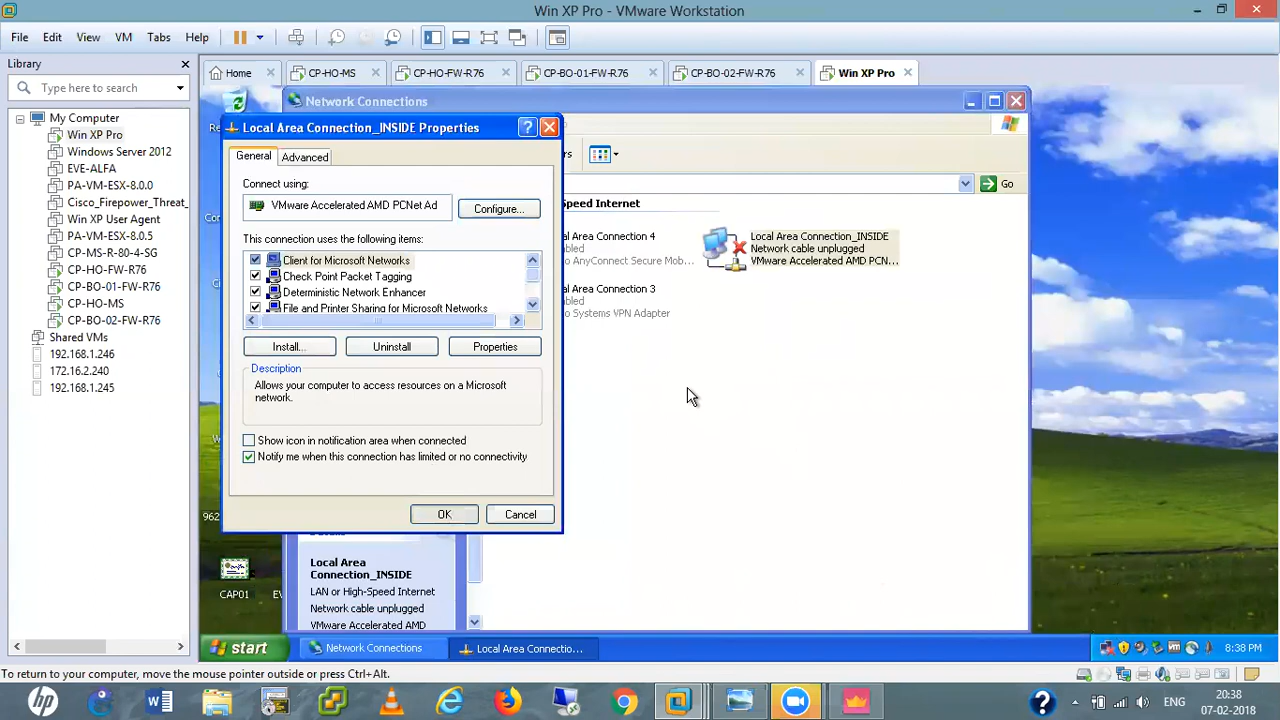 Win XP Pro - VMware Workstation
File Edit View VM Tabs Help
Library
Type here to search
Home
CP-HO-MS
CP-HO-FW-R76
CP-BO-01-FW-R76
CP-BO-02-FW-R76
Win XP Pro
My Computer
Win XP Pro
Windows Server 2012
EVE-ALFA
PA-VM-ESX-8.0.0
Cisco_Firepower_Threat_
Win XP User Agent
PA-VM-ESX-8.0.5
CP-MS-R-80-4-SG
CP-HO-FW-R76
CP-BO-01-FW-R76
CP-HO-MS
CP-BO-02-FW-R76
Shared VMs
192.168.1.246
172.16.2.240
192.168.1.245
Network Connections
Go
Speed Internet
al Area Connection 4
abled
o AnyConnect Secure Mob...
al Area Connection 3
abled
o Systems VPN Adapter
Local Area Connection_INSIDE
Network cable unplugged
VMware Accelerated AMD PCN...
Local Area Connection_INSIDE Properties
General Advanced
Connect using:
VMware Accelerated AMD PCNet Ad
Configure...
This connection uses the following items:
Client for Microsoft Networks
Check Point Packet Tagging
Deterministic Network Enhancer
File and Printer Sharing for Microsoft Networks
Install... Uninstall Properties
Description
Allows your computer to access resources on a Microsoft
network.
Show icon in notification area when connected
Notify me when this connection has limited or no connectivity
OK Cancel
Local Area
Connection_INSIDE
LAN or High-Speed Internet
Network cable unplugged
VMware Accelerated AMD
962
CAP01
start
Network Connections
Local Area Connectio...
8:38 PM
To return to your computer, move the mouse pointer outside or press Ctrl+Alt.
ENG
20:38
07-02-2018